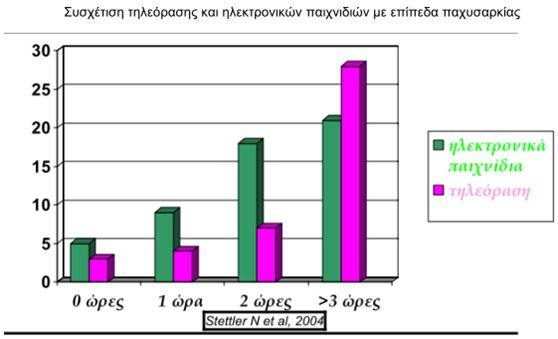 Συσχέτιση τηλεόρασης και ηλεκτρονικών παιχνιδιών με επίπεδα παχυσαρκίας
30
25
20
15
10
5
0
0 ώρες 1 ώρα 2 ώρες >3 ώρες
ηλεκτρονικά
παιχνίδια
τηλεόραση
Stettler N et al, 2004